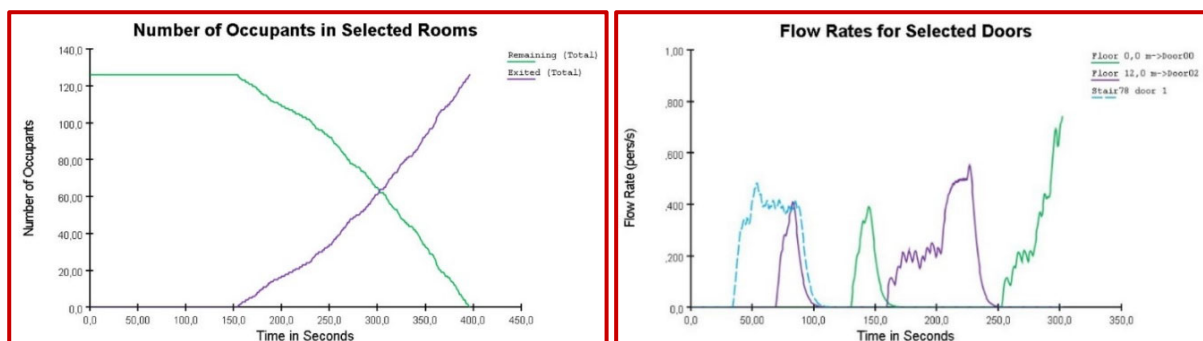 Number of Occupants in Selected Rooms
140,0
120,0
100,0
80,00
60,00
40,00
20,00
0,0
Number of Occupants
0,0
50,00
100,0
150,0
200,0
250,0
300,0
350,0
400,0
450,0
Time in Seconds
Remaining (Total)
Exited (Total)
Flow Rates for Selected Doors
1,00
,800
,600
,400
,200
0,0
Flow Rate (pers/s)
0,0
50,00
100,0
150,0
200,0
250,0
300,0
350,0
Time in Seconds
Floor 0,0 m->Door00
Floor 12,0 m->Door02
Stair78 door 1